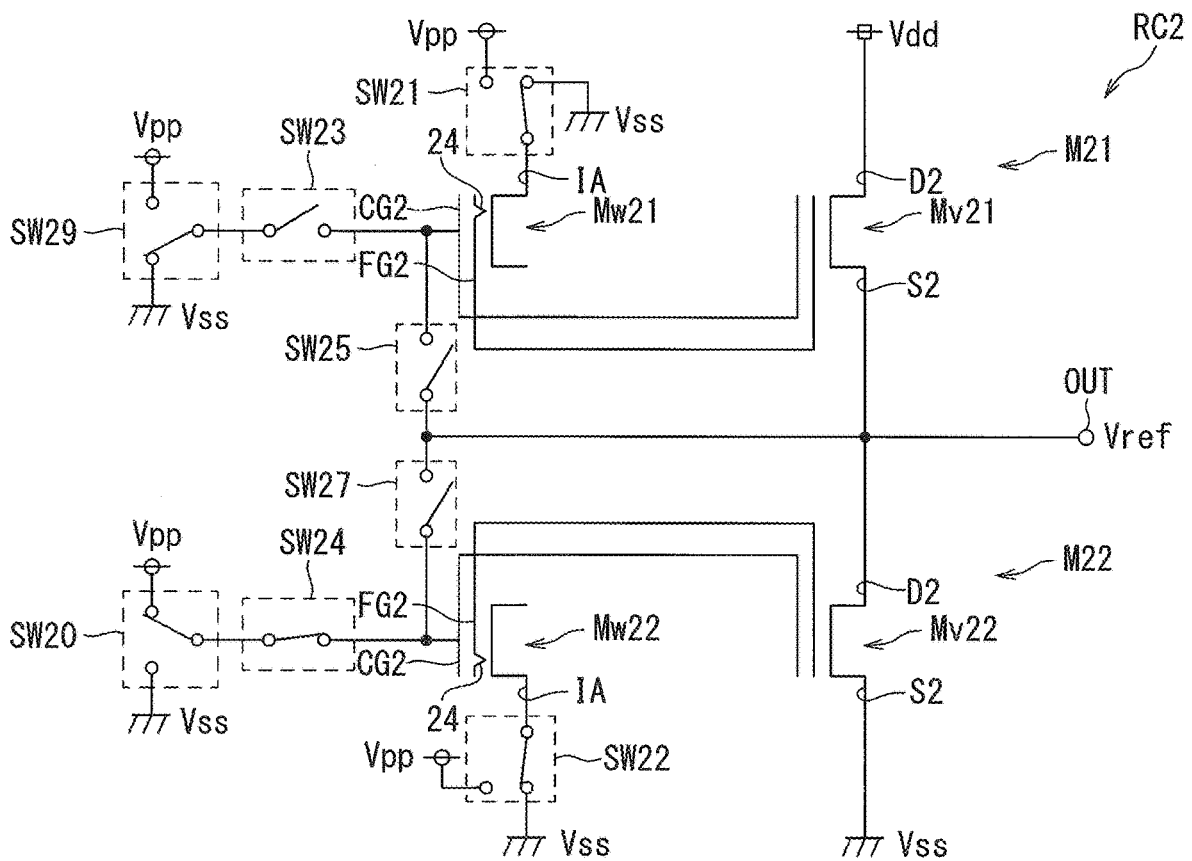 Vpp
Vdd
RC2
SW21
Vss
Vpp
SW23
24
M21
IA
D2
CG2
Mw21
Mv21
SW29
FG2
S2
Vss
SW25
OUT
Vref
SW27
Vpp
SW24
M22
D2
FG2
SW20
Mw22
Mv22
CG2
IA
S2
24
Vss
Vpp
SW22
Vss
Vss